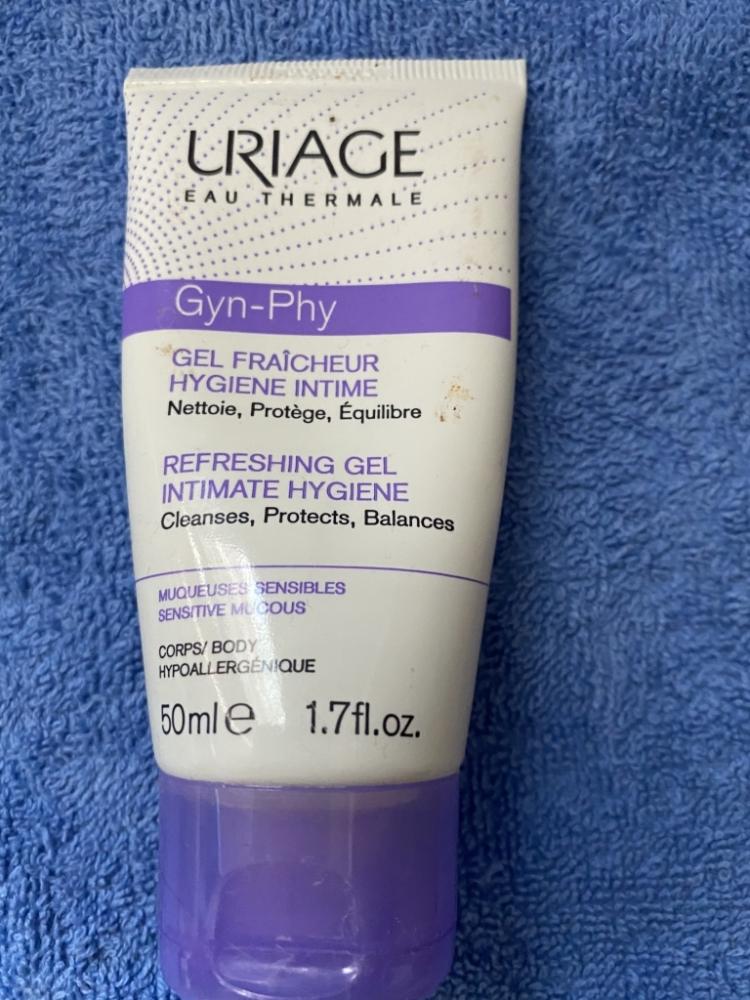 URIAGE
EAU THERMALE
Gyn-Phy
GEL FRAÎCHEUR
HYGIENE INTIME
Nettoie, Protège, Équilibre
REFRESHING GEL
INTIMATE HYGIENE
Cleanses, Protects, Balances
MUQUEUSES SENSIBLES
SENSITIVE MUCOUS
CORPS/ BODY
HYPOALLERGÉNIQUE
50ml e 1.7fl.oz.